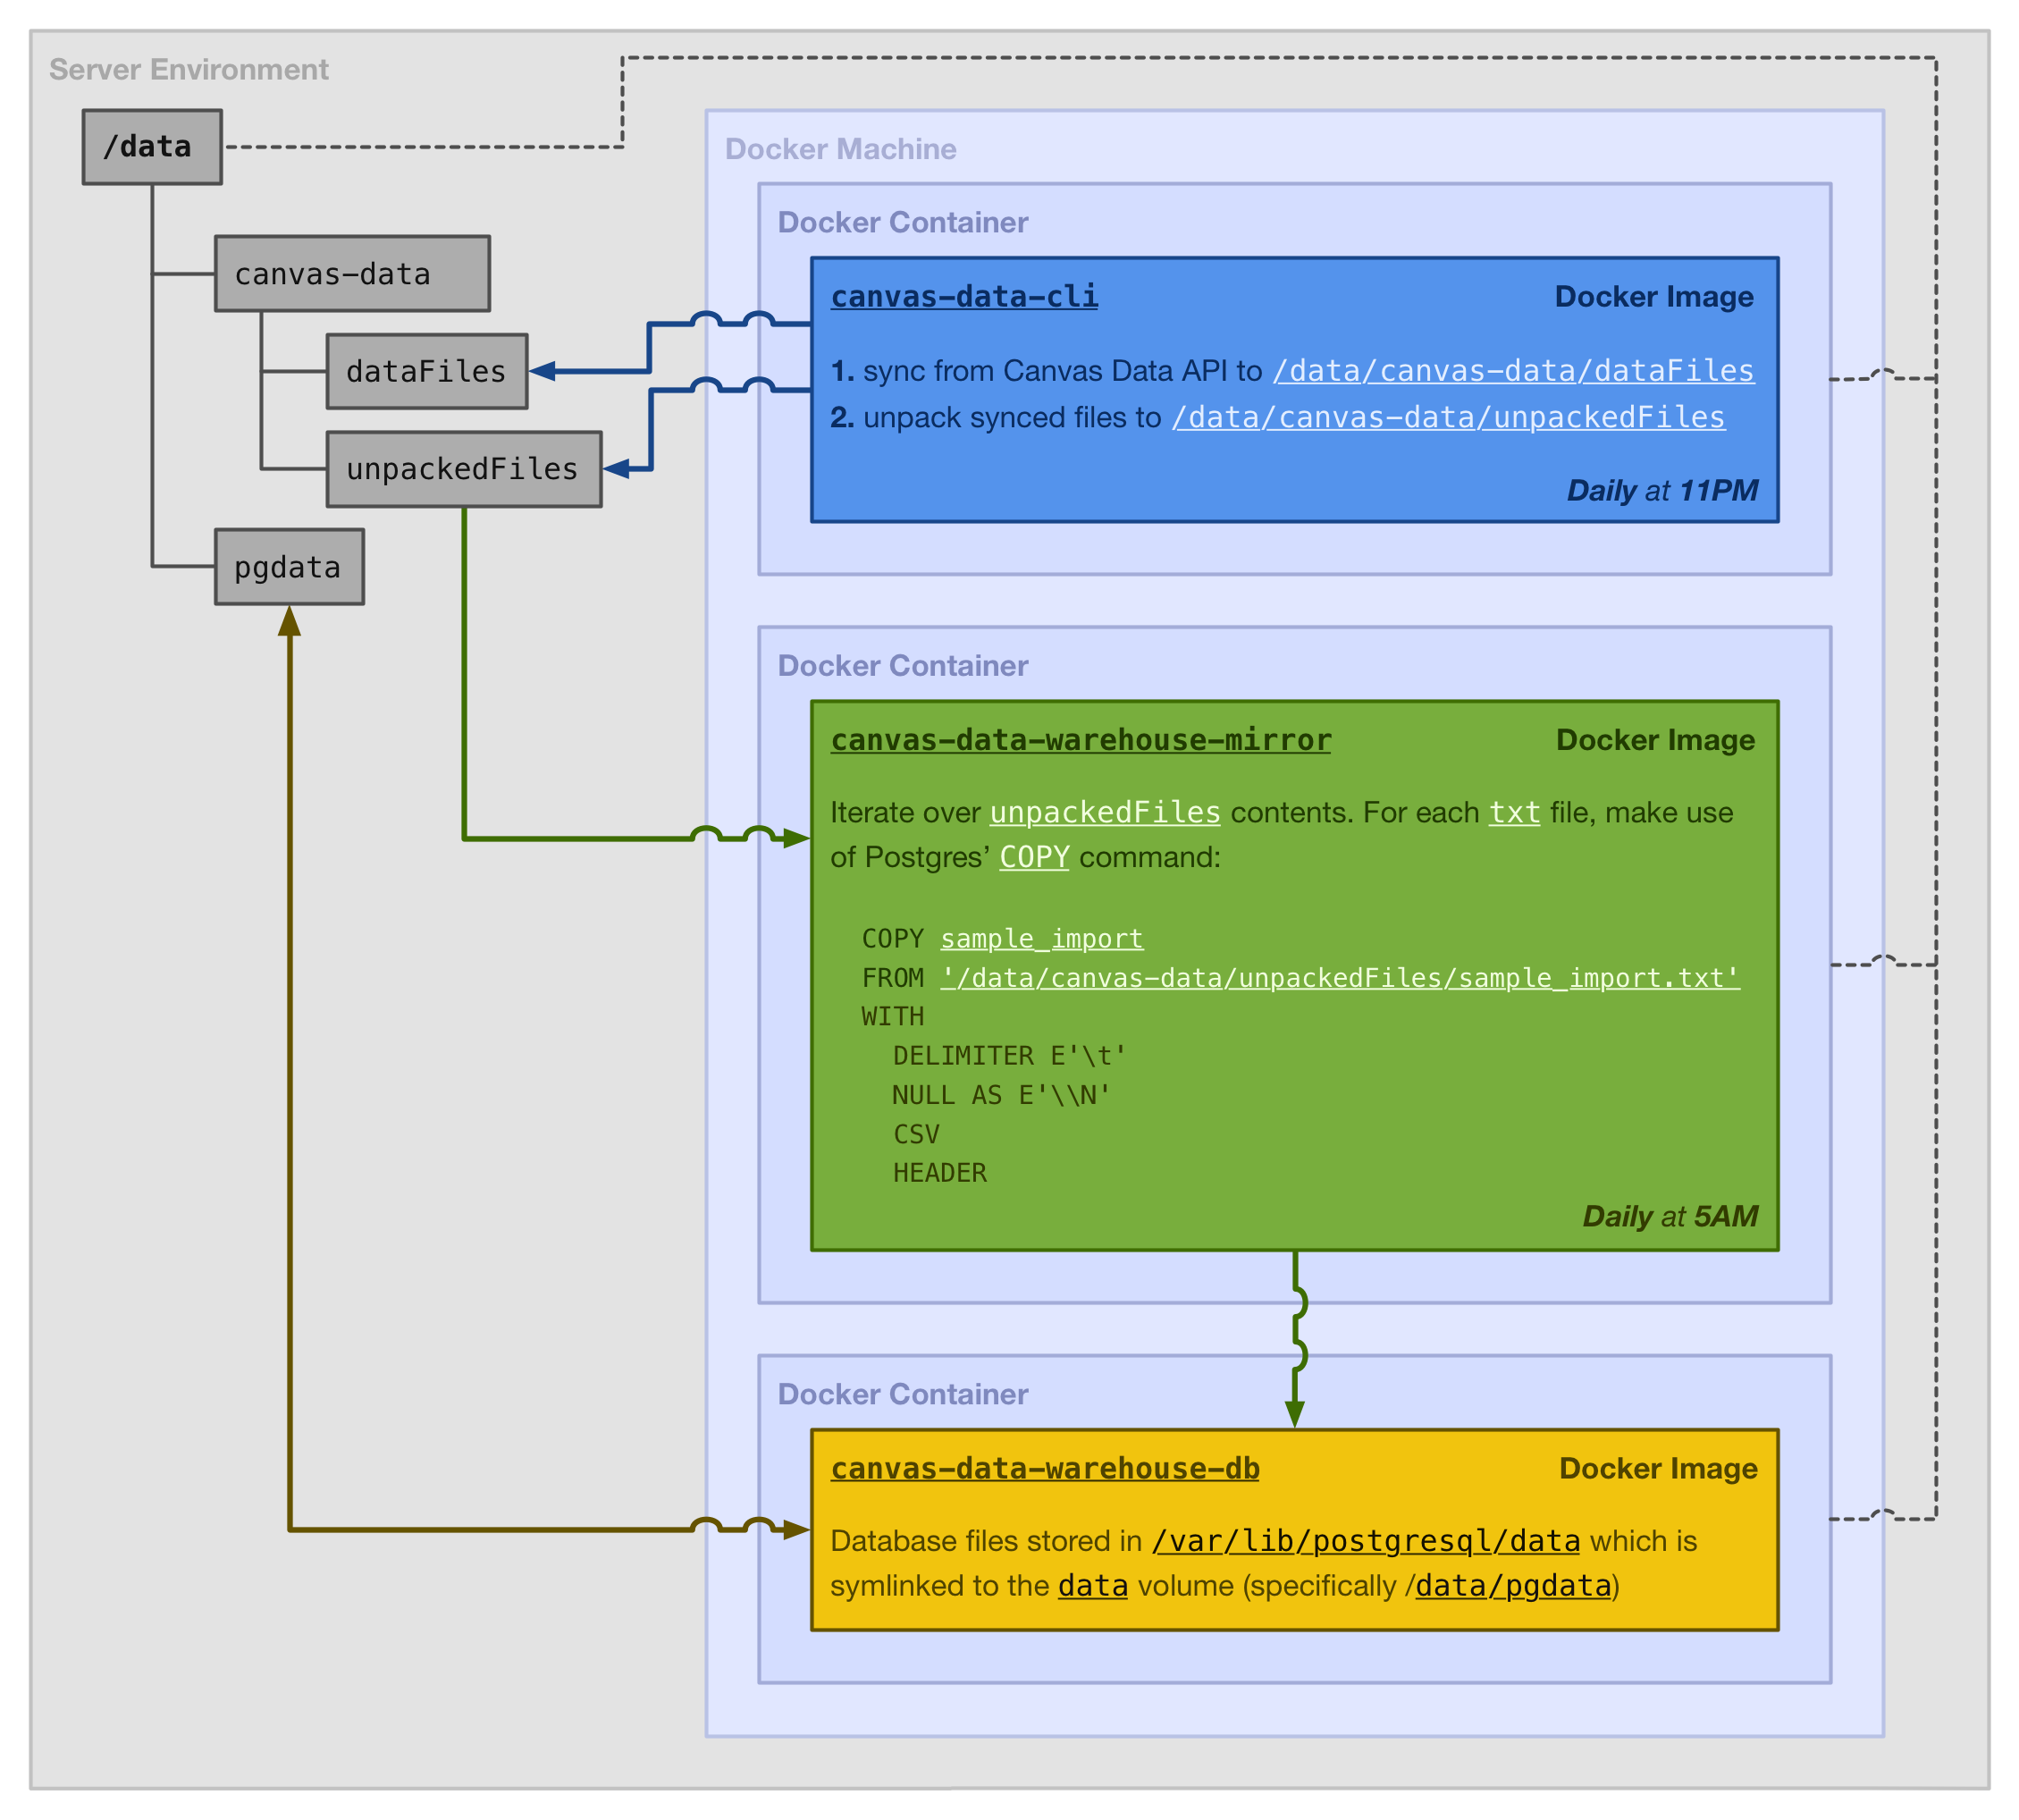 Server Environment
/data
canvas-data
dataFiles
unpackedFiles
pgdata
Docker Machine
Docker Container
canvas-data-cli Docker Image
1. sync from Canvas Data API to /data/canvas-data/dataFiles
2. unpack synced files to /data/canvas-data/unpackedFiles
Daily at 11PM
Docker Container
canvas-data-warehouse-mirror Docker Image
Iterate over unpackedFiles contents. For each txt file, make use
of Postgres’ COPY command:
COPY sample_import
FROM '/data/canvas-data/unpackedFiles/sample_import.txt'
WITH
DELIMITER E'\t'
NULL AS E'\\N'
CSV
HEADER
Daily at 5AM
Docker Container
canvas-data-warehouse-db Docker Image
Database files stored in /var/lib/postgresql/data which is
symlinked to the data volume (specifically /data/pgdata)